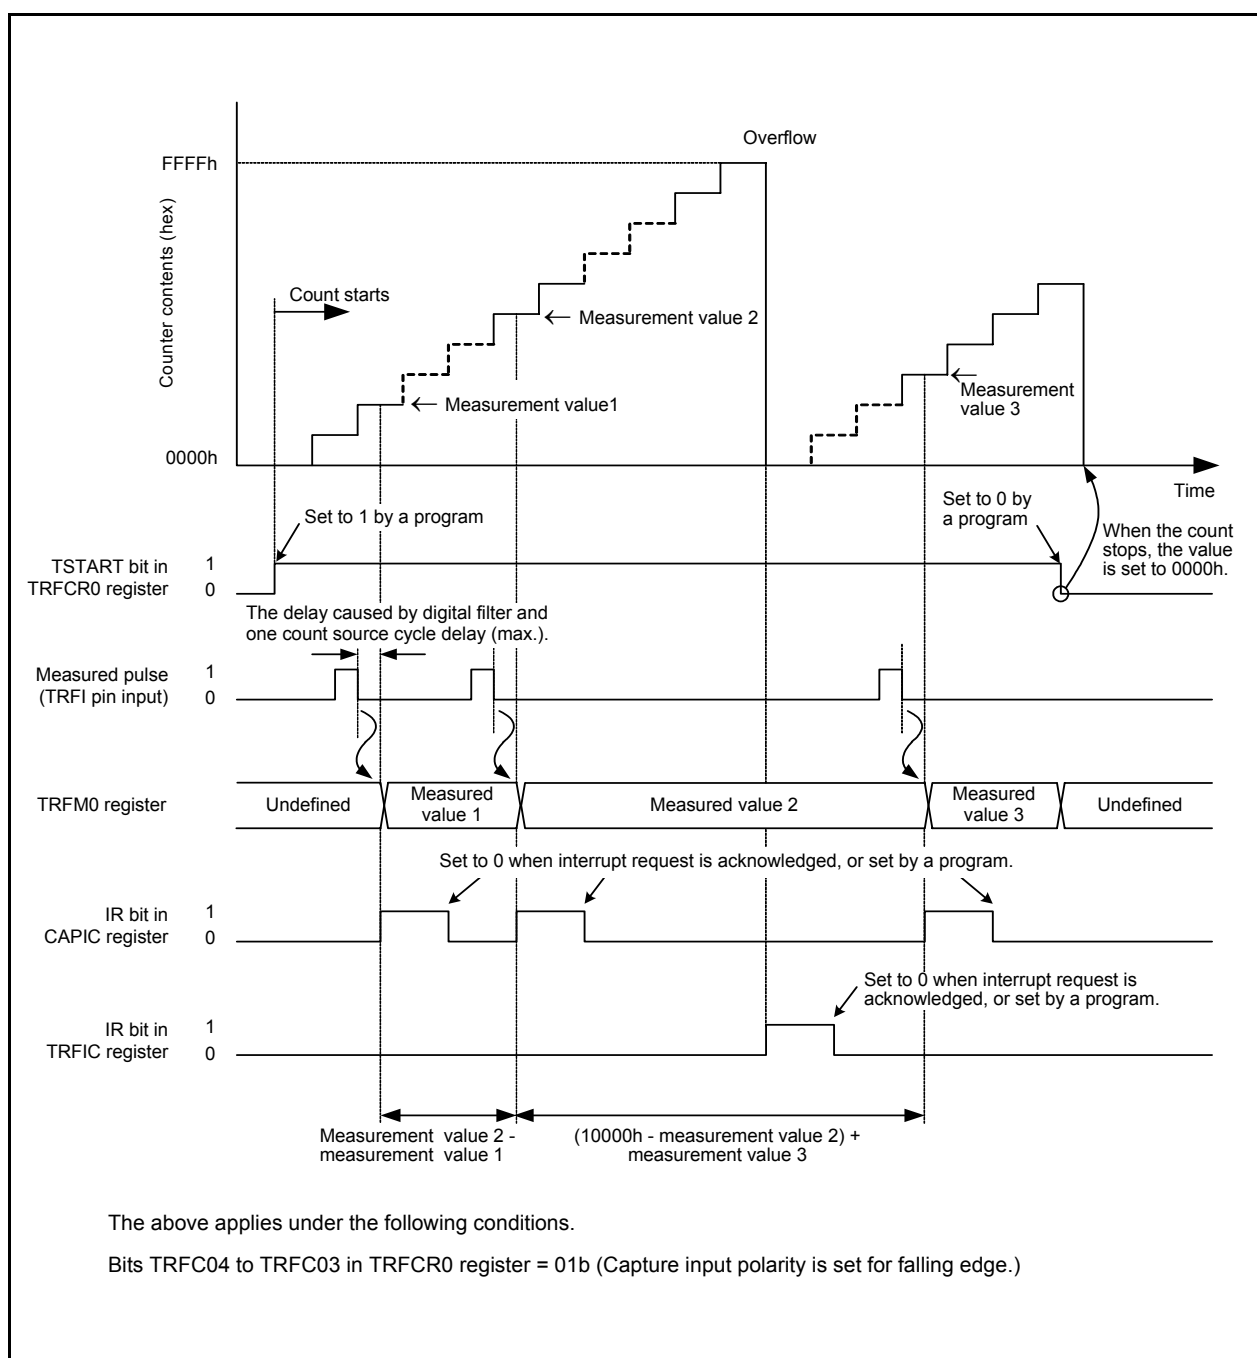 Overflow
FFFFh
Counter contents (hex)
Count starts
Measurement value 2
Measurement value1
Measurement
value 3
0000h
Time
Set to 1 by a program
Set to 0 by
a program
When the count
stops, the value
is set to 0000h.
TSTART bit in
TRFCR0 register
1
0
The delay caused by digital filter and
one count source cycle delay (max.).
Measured pulse
(TRFI pin input)
1
0
TRFM0 register
Undefined
Measured
value 1
Measured value 2
Measured
value 3
Undefined
Set to 0 when interrupt request is acknowledged, or set by a program.
IR bit in
CAPIC register
1
0
Set to 0 when interrupt request is
acknowledged, or set by a program.
IR bit in
TRFIC register
1
0
Measurement value 2 -
measurement value 1
(10000h - measurement value 2) +
measurement value 3
The above applies under the following conditions.
Bits TRFC04 to TRFC03 in TRFCR0 register = 01b (Capture input polarity is set for falling edge.)